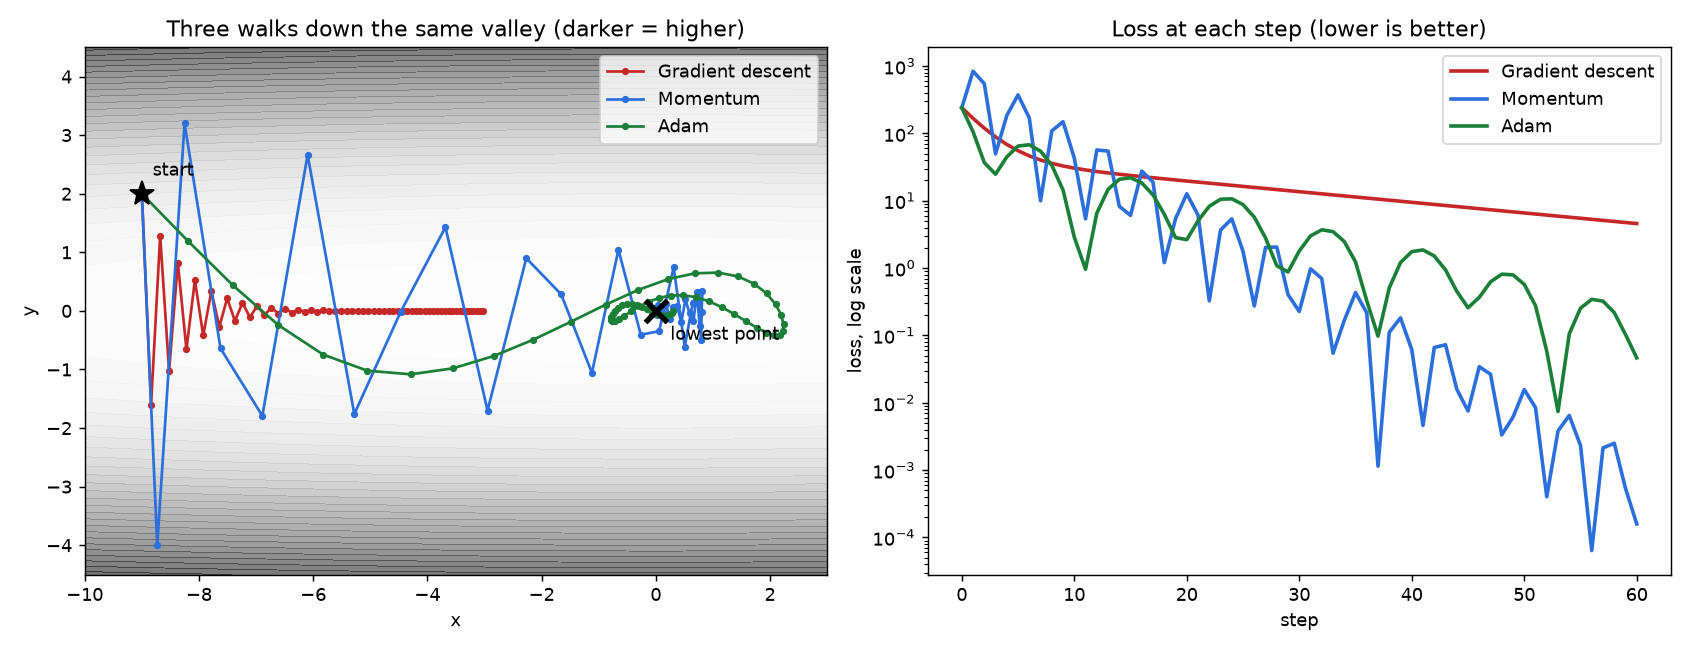 Three walks down the same valley (darker = higher)
Gradient descent
Momentum
Adam
start
lowest point
4
3
2
1
0
−1
−2
−3
−4
y
−10
−8
−6
−4
−2
0
2
x
Loss at each step (lower is better)
Gradient descent
Momentum
Adam
10³
10²
10¹
10⁰
10⁻¹
10⁻²
10⁻³
10⁻⁴
loss, log scale
0
10
20
30
40
50
60
step